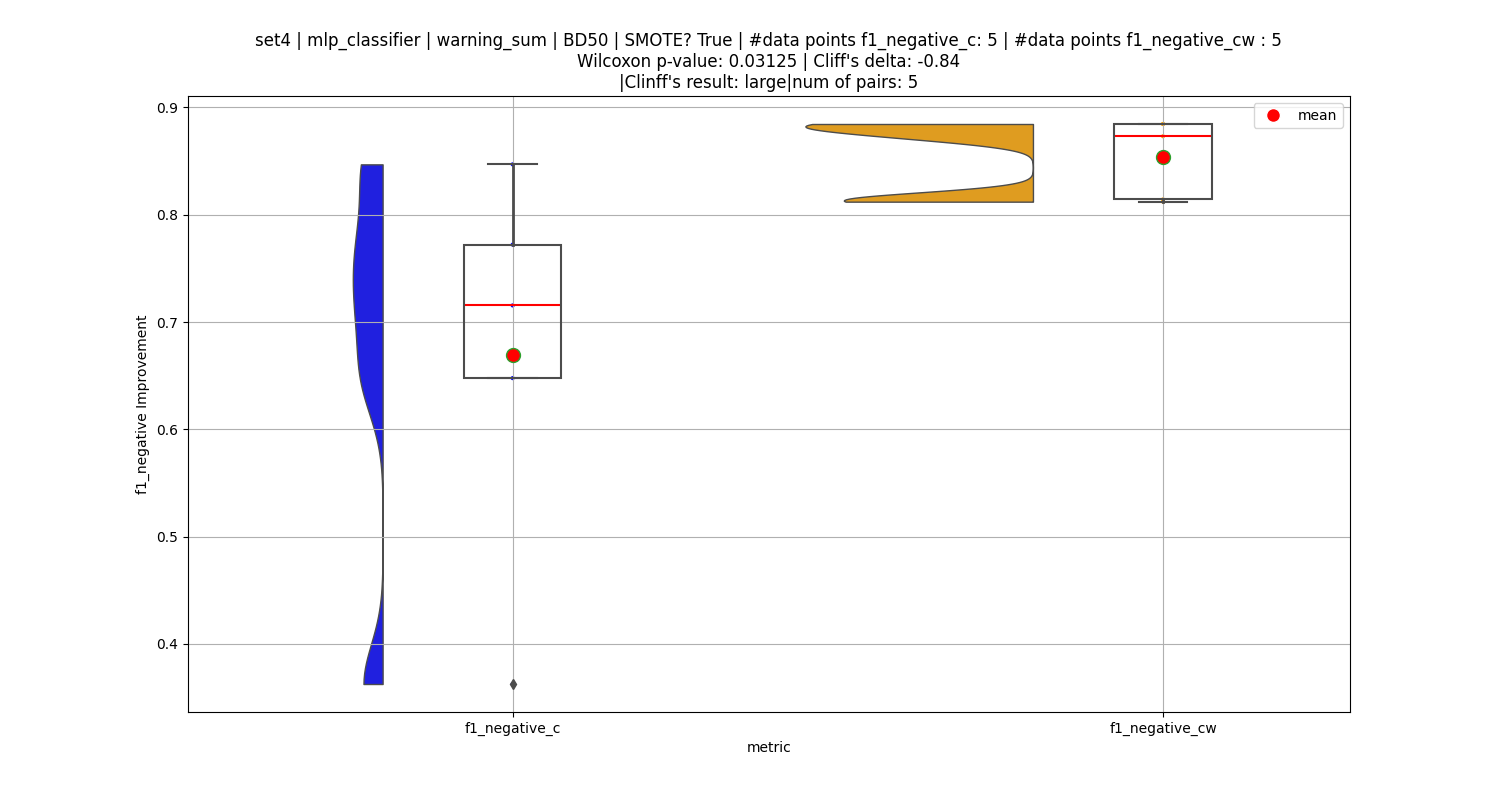 set4 | mlp_classifier | warning_sum | BD50 | SMOTE? True | #data points f1_negative_c: 5 | #data points f1_negative_cw : 5
Wilcoxon p-value: 0.03125 | Cliff's delta: -0.84
|Clinff's result: large|num of pairs: 5
mean
0.9
0.8
0.7
0.6
0.5
0.4
f1_negative Improvement
f1_negative_c
f1_negative_cw
metric